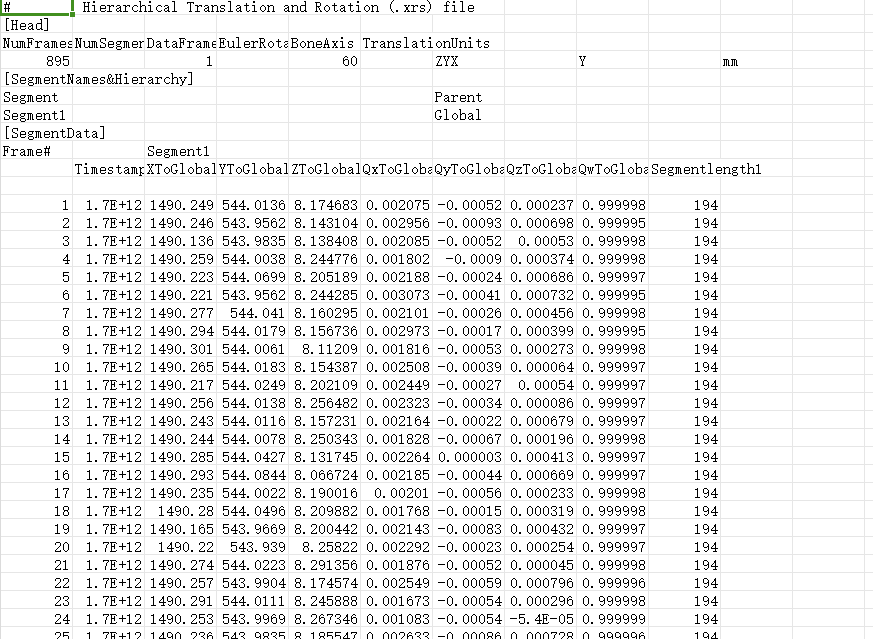 # Hierarchical Translation and Rotation (.xrs) file
[Head]
NumFrames NumSegmer DataFrame EulerRota BoneAxis TranslationUnits
895 1 60 ZYX Y mm
[SegmentNames&Hierarchy]
Segment Parent
Segment1 Global
[SegmentData]
Frame# Segment1
Timestamp XToGlobal YToGlobal ZToGlobal QxToGloba QyToGloba QzToGloba QwToGloba Segmentlength1
1 1.7E+12 1490.249 544.0136 8.174683 0.002075 -0.00052 0.000237 0.999998 194
2 1.7E+12 1490.246 543.9562 8.143104 0.002956 -0.00093 0.000698 0.999995 194
3 1.7E+12 1490.136 543.9835 8.138408 0.002085 -0.00052 0.00053 0.999998 194
4 1.7E+12 1490.259 544.0038 8.244776 0.001802 -0.0009 0.000374 0.999998 194
5 1.7E+12 1490.223 544.0699 8.205189 0.002188 -0.00024 0.000686 0.999997 194
6 1.7E+12 1490.221 543.9562 8.244285 0.003073 -0.00041 0.000732 0.999995 194
7 1.7E+12 1490.277 544.041 8.160295 0.002101 -0.00026 0.000456 0.999998 194
8 1.7E+12 1490.294 544.0179 8.156736 0.002973 -0.00017 0.000399 0.999995 194
9 1.7E+12 1490.301 544.0061 8.11209 0.001816 -0.00053 0.000273 0.999998 194
10 1.7E+12 1490.265 544.0183 8.154387 0.002508 -0.00039 0.000064 0.999997 194
11 1.7E+12 1490.217 544.0249 8.202109 0.002449 -0.00027 0.00054 0.999997 194
12 1.7E+12 1490.256 544.0138 8.256482 0.002323 -0.00034 0.000086 0.999997 194
13 1.7E+12 1490.243 544.0116 8.157231 0.002164 -0.00022 0.000679 0.999997 194
14 1.7E+12 1490.244 544.0078 8.250343 0.001828 -0.00067 0.000196 0.999998 194
15 1.7E+12 1490.285 544.0427 8.131745 0.002264 0.000003 0.000413 0.999997 194
16 1.7E+12 1490.293 544.0844 8.066724 0.002185 -0.00044 0.000669 0.999997 194
17 1.7E+12 1490.235 544.0022 8.190016 0.00201 -0.00056 0.000233 0.999998 194
18 1.7E+12 1490.28 544.0496 8.209882 0.001768 -0.00015 0.000319 0.999998 194
19 1.7E+12 1490.165 543.9669 8.200442 0.002143 -0.00083 0.000432 0.999997 194
20 1.7E+12 1490.22 543.939 8.25822 0.002292 -0.00023 0.000254 0.999997 194
21 1.7E+12 1490.274 544.0223 8.291356 0.001876 -0.00052 0.000045 0.999998 194
22 1.7E+12 1490.257 543.9904 8.174574 0.002549 -0.00059 0.000796 0.999996 194
23 1.7E+12 1490.291 544.0111 8.245888 0.001673 -0.00054 0.000296 0.999998 194
24 1.7E+12 1490.253 543.9969 8.267346 0.001083 -0.00054 -5.4E-05 0.999999 194
25 1.7E+12 1490.236 543.9835 8.185547 0.002633 -0.00086 0.000728 0.999996 194